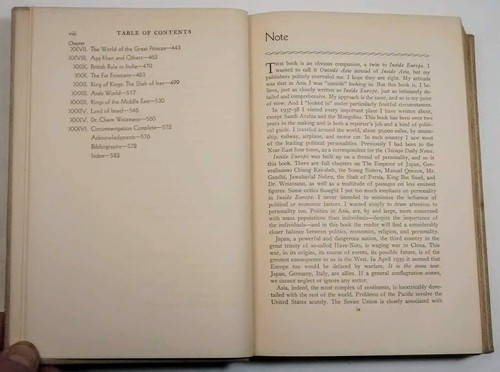 viii TABLE OF CONTENTS
Chapter
XXVII. The World of the Great Princes—443
XXVIII. Aga Khan and Others—463
XXIX. British Rule in India—470
XXX. The Far Foreroom—483
XXXI. King of Kings: The Shah of Iran—499
XXXII. Arab World—517
XXXIII. Kings of the Middle East—530
XXXIV. Land of Israel—545
XXXV. Dr. Chaim Weizmann—560
XXXVI. Circumnavigation Complete—572
Acknowledgments—576
Bibliography—578
Index—583
Note
THIS book is an obvious companion, a twin to Inside Europe. I
wanted to call it Outside Asia instead of Inside Asia, but my
publishers politely overruled me. I hope they are right. My attitude
was that in Asia I was "outside" looking in. But this book is, I be-
lieve, just as closely written as Inside Europe, just as intimately de-
tailed and comprehensive. My approach is the same, and so is my point
of view. And I "looked in" under particularly fruitful circumstances.
In 1937-38 I visited every important place I have written about,
except Saudi Arabia and the Mongolias. This book has been over two
years in the making and is both a reporter's job and a kind of politi-
cal guide. I traveled around the world, about 30,000 miles, by steam-
ship, railway, airplane, and motor car. In each country I saw most
of the leading political personalities. Previously I had been to the
Near East four times, as a correspondent for the Chicago Daily News.
Inside Europe was built up on a thread of personality, and so is
this book. There are full chapters on The Emperor of Japan, Gen-
eralissimo Chiang Kai-shek, the Soong Sisters, Manuel Quezon, Mr.
Gandhi, Jawaharlal Nehru, the Shah of Persia, King Ibn Saud, and
Dr. Weizmann, as well as a multitude of passages on less eminent
figures. Some critics thought I put too much emphasis on personality
in Inside Europe. I never intended to minimize the influence of
political or economic factors. I wanted simply to draw attention to
personality too. Politics in Asia, are, by and large, more concerned
with mass populations than individuals—despite the importance of
the individuals—and in this book the reader will find a considerably
closer balance between politics, economics, religion, and personality.
Japan, a powerful and dangerous nation, the third country in the
great trinity of so-called Have-Nots, is waging war in China. This
war, in its origins, its course of events, its possible future, is of the
greatest consequence to us in the West. In April 1939 it seemed that
Europe too would be defaced by warfare. It is the same war.
Japan, Germany, Italy, are allies. If a general conflagration comes,
we cannot neglect or ignore any sector.
Asia, indeed, the most complex of continents, is inextricably dove-
tailed with the rest of the world. Problems of the Pacific involve the
United States acutely. The Soviet Union is closely associated with
ix